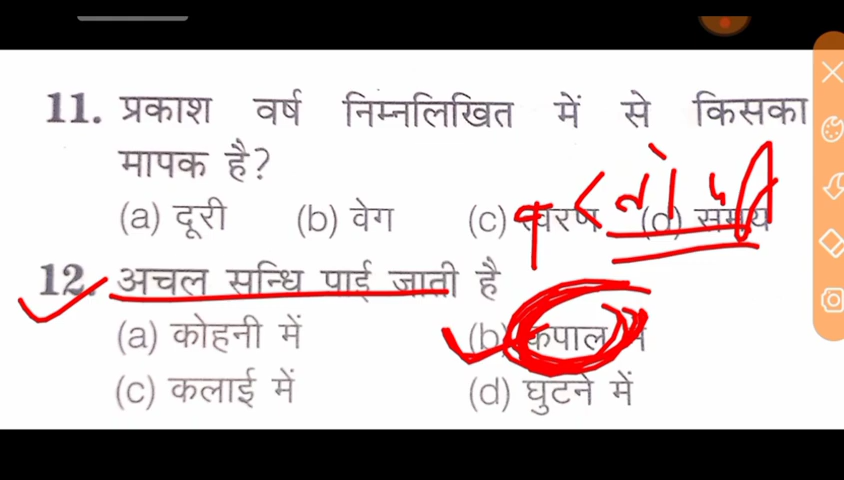 11. प्रकाश वर्ष निम्नलिखित में से किसका
मापक है?
(a) दूरी (b) वेग (c) त्वरण (d) समय
12. अचल सन्धि पाई जाती है
(a) कोहनी में (b) कपाल में
(c) कलाई में (d) घुटने में